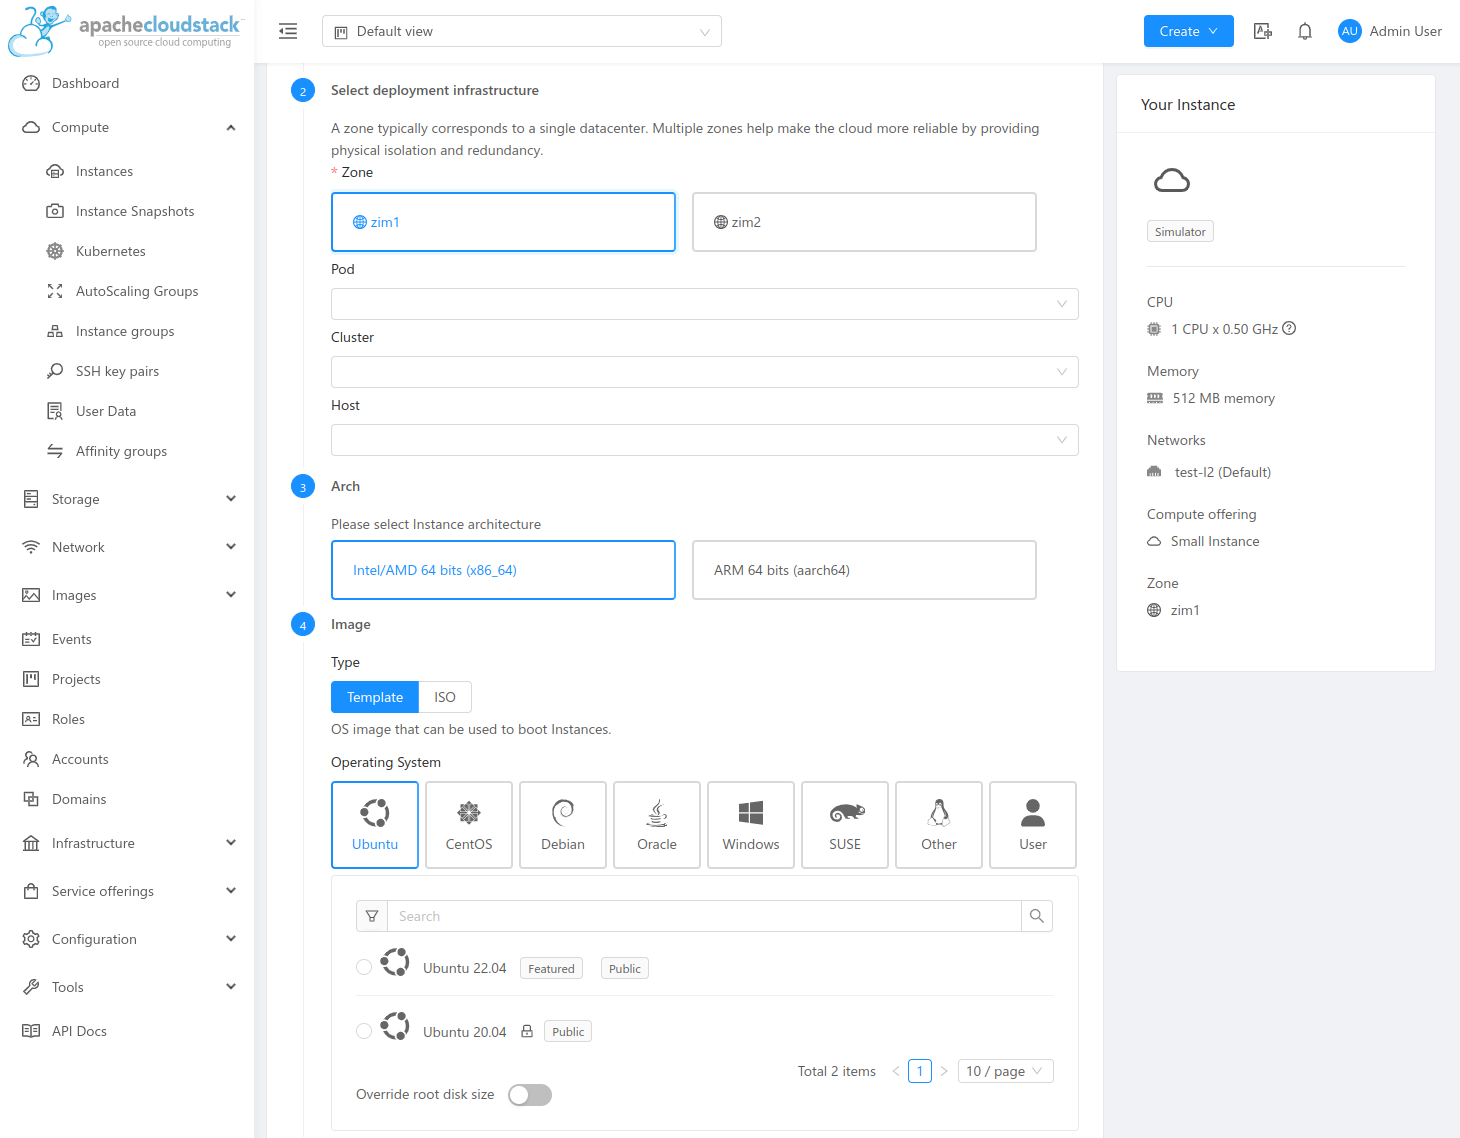 apachecloudstack
open source cloud computing
Default view
Create
AU
Admin User
Dashboard
Compute
Instances
Instance Snapshots
Kubernetes
AutoScaling Groups
Instance groups
SSH key pairs
User Data
Affinity groups
Storage
Network
Images
Events
Projects
Roles
Accounts
Domains
Infrastructure
Service offerings
Configuration
Tools
API Docs
2 Select deployment infrastructure
A zone typically corresponds to a single datacenter. Multiple zones help make the cloud more reliable by providing
physical isolation and redundancy.
* Zone
zim1
zim2
Pod
Cluster
Host
3 Arch
Please select Instance architecture
Intel/AMD 64 bits (x86_64)
ARM 64 bits (aarch64)
4 Image
Type
Template
ISO
OS image that can be used to boot Instances.
Operating System
Ubuntu
CentOS
Debian
Oracle
Windows
SUSE
Other
User
Search
Ubuntu 22.04 Featured Public
Ubuntu 20.04 Public
Total 2 items < 1 > 10 / page
Override root disk size
Your Instance
Simulator
CPU
1 CPU x 0.50 GHz
Memory
512 MB memory
Networks
test-l2 (Default)
Compute offering
Small Instance
Zone
zim1